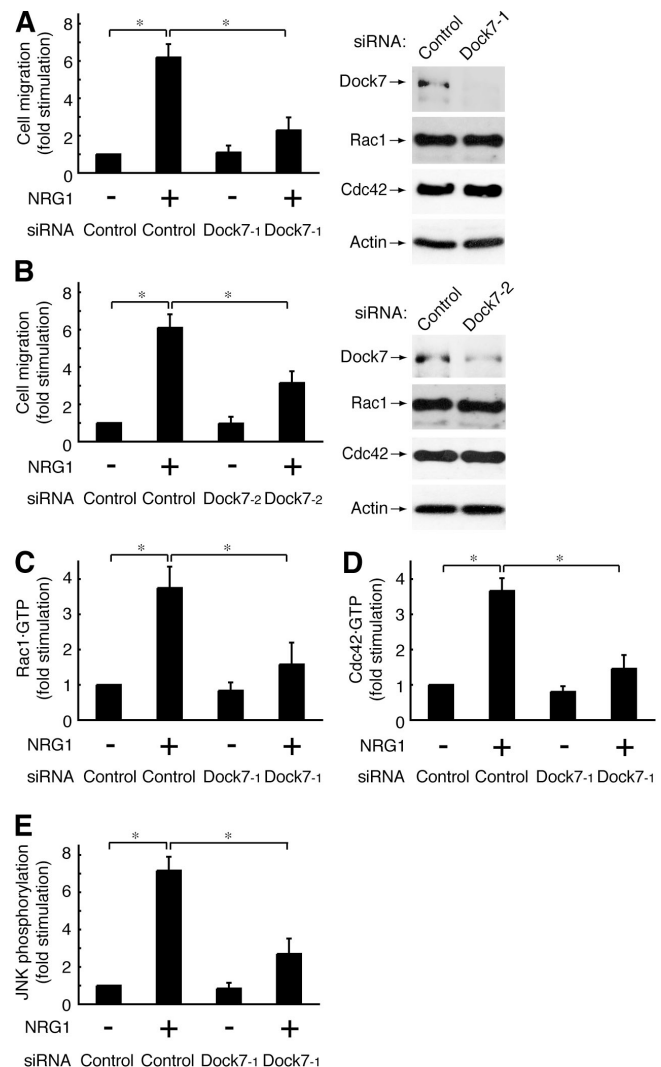 A
Cell migration
(fold stimulation)
8
6
4
2
0
* *
NRG1 - + - +
siRNA Control Control Dock7-1 Dock7-1
siRNA: Control Dock7-1
Dock7→
Rac1→
Cdc42→
Actin→
B
Cell migration
(fold stimulation)
8
6
4
2
0
* *
NRG1 - + - +
siRNA Control Control Dock7-2 Dock7-2
siRNA: Control Dock7-2
Dock7→
Rac1→
Cdc42→
Actin→
C
Rac1·GTP
(fold stimulation)
4
3
2
1
0
* *
NRG1 - + - +
siRNA Control Control Dock7-1 Dock7-1
D
Cdc42·GTP
(fold stimulation)
4
3
2
1
0
* *
NRG1 - + - +
siRNA Control Control Dock7-1 Dock7-1
E
JNK phosphorylation
(fold stimulation)
8
6
4
2
0
* *
NRG1 - + - +
siRNA Control Control Dock7-1 Dock7-1